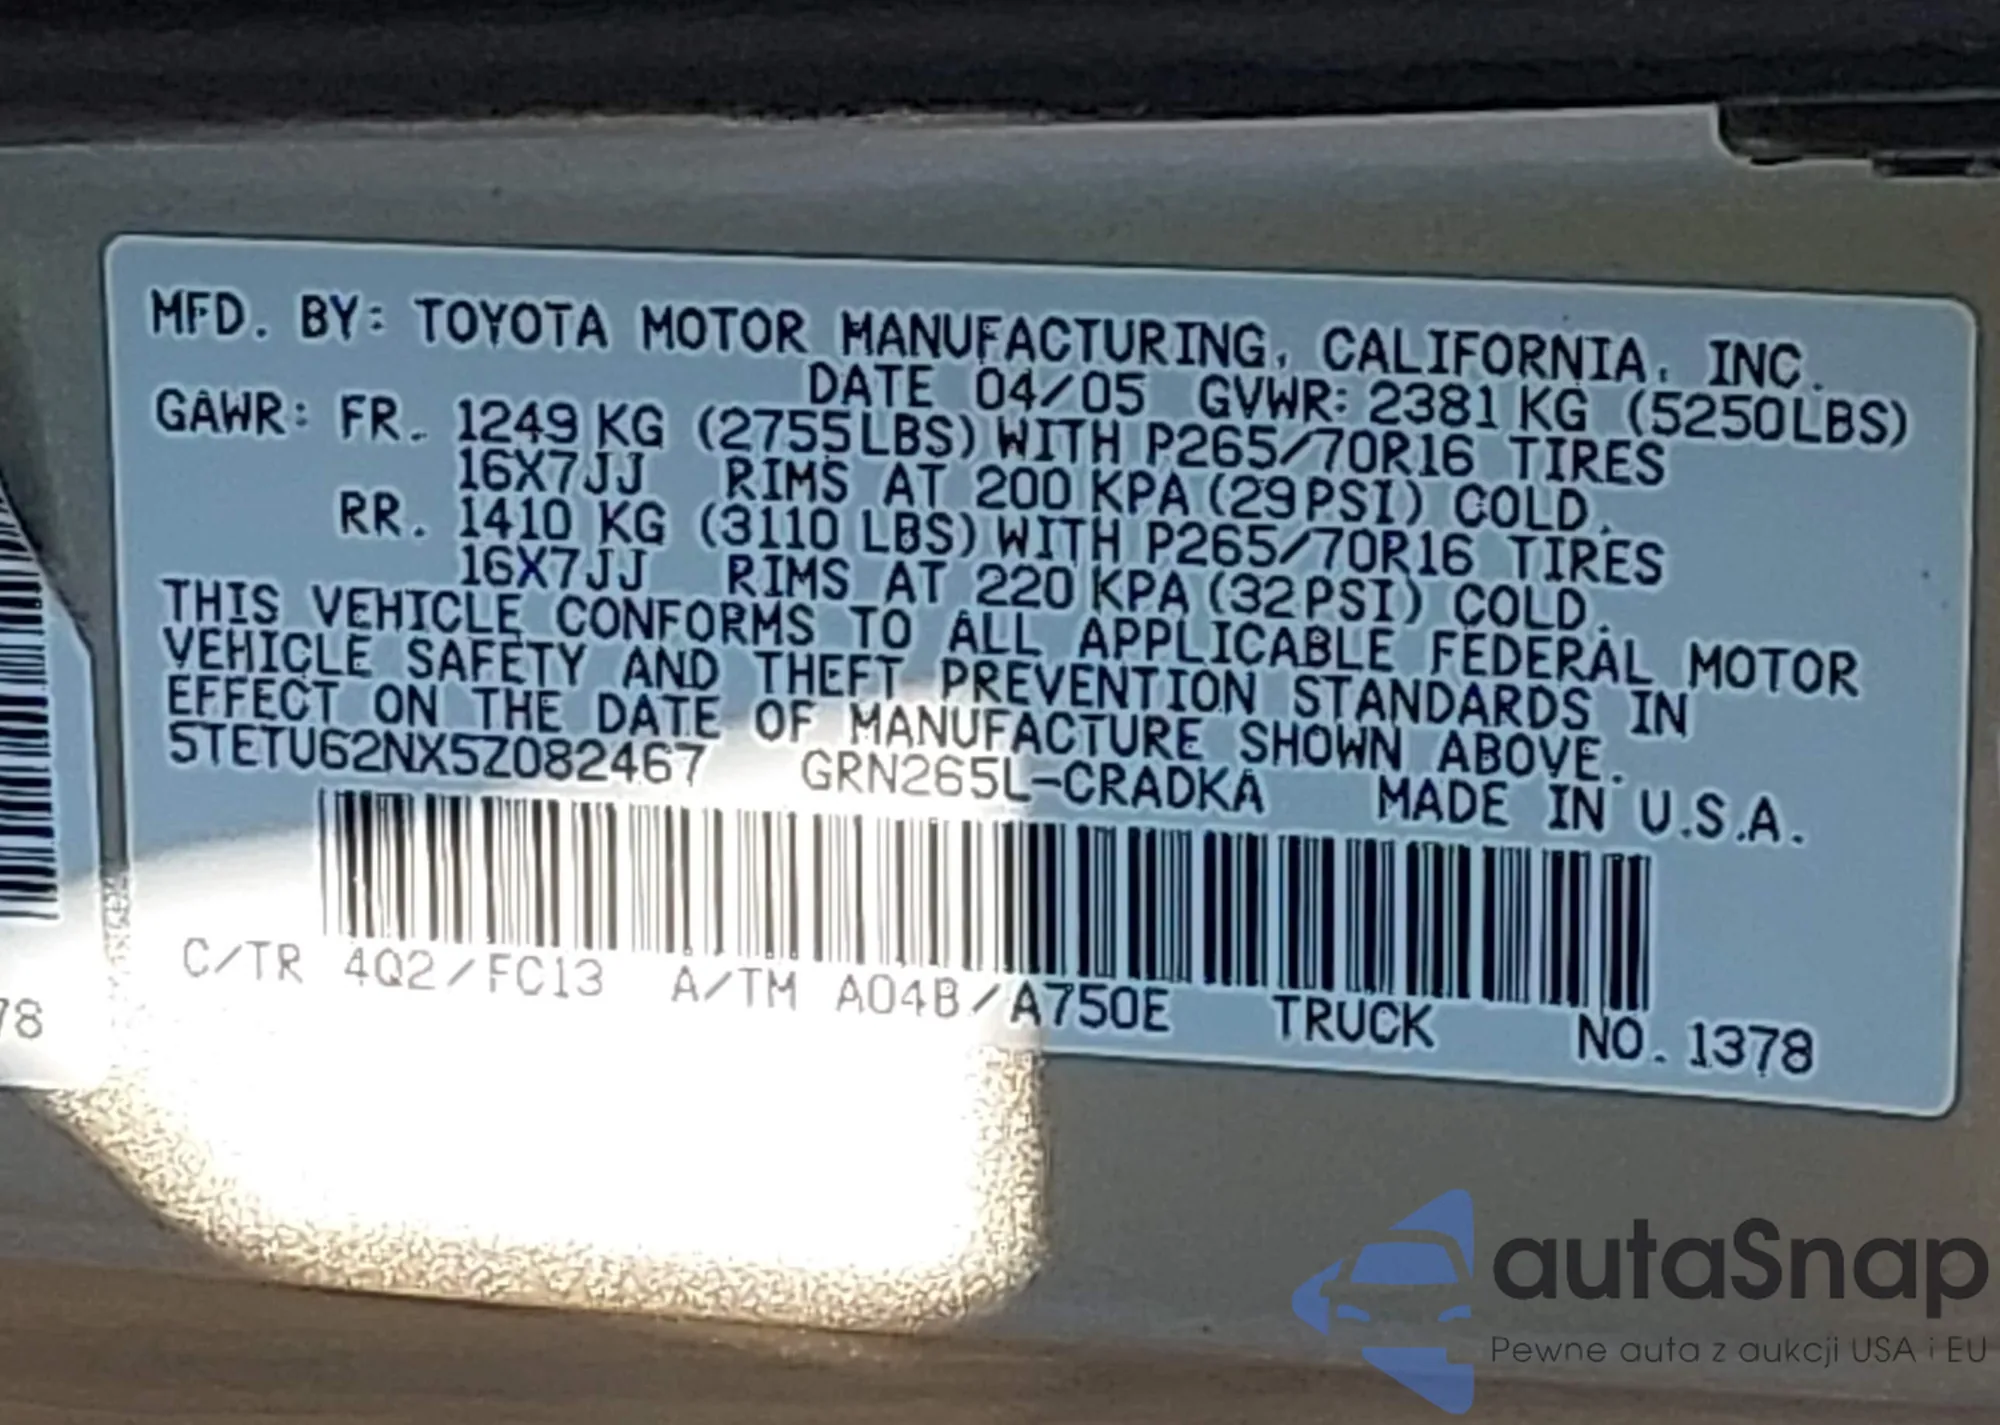 MFD. BY: TOYOTA MOTOR MANUFACTURING, CALIFORNIA, INC.
DATE 04/05 GVWR: 2381 KG (5250LBS)
GAWR: FR. 1249 KG (2755LBS) WITH P265/70R16 TIRES
16X7JJ RIMS AT 200 KPA (29PSI) COLD.
RR. 1410 KG (3110 LBS) WITH P265/70R16 TIRES
16X7JJ RIMS AT 220 KPA (32PSI) COLD.
THIS VEHICLE CONFORMS TO ALL APPLICABLE FEDERAL MOTOR
VEHICLE SAFETY AND THEFT PREVENTION STANDARDS IN
EFFECT ON THE DATE OF MANUFACTURE SHOWN ABOVE.
5TETU62NX5Z082467 GRN265L-CRADKA MADE IN U.S.A.
C/TR 4Q2/FC13 A/TM A04B/A750E TRUCK NO. 1378
78
autaSnap
Pewne auta z aukcji USA i EU